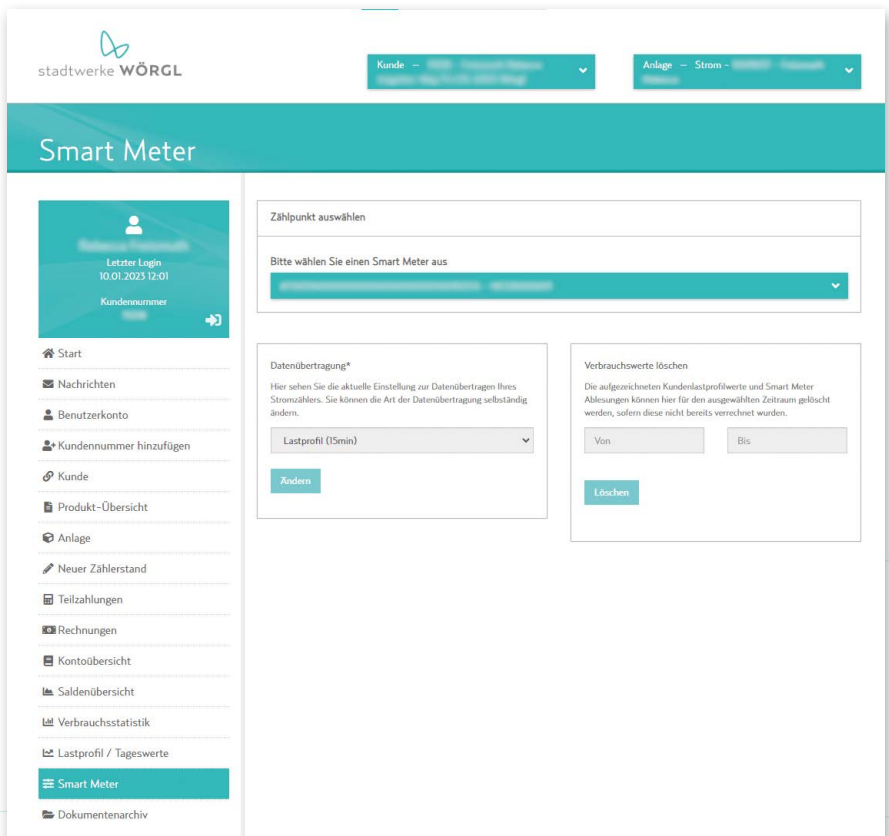 stadtwerke WÖRGL
Kunde –
Anlage – Strom -
Smart Meter
Letzter Login
10.01.2023 12:01
Kundennummer
Start
Nachrichten
Benutzerkonto
Kundennummer hinzufügen
Kunde
Produkt-Übersicht
Anlage
Neuer Zählerstand
Teilzahlungen
Rechnungen
Kontoübersicht
Saldenübersicht
Verbrauchsstatistik
Lastprofil / Tageswerte
Smart Meter
Dokumentenarchiv
Zählpunkt auswählen
Bitte wählen Sie einen Smart Meter aus
Datenübertragung*
Hier sehen Sie die aktuelle Einstellung zur Datenübertragen Ihres
Stromzählers. Sie können die Art der Datenübertragung selbständig
ändern.
Lastprofil (15min)
Ändern
Verbrauchswerte löschen
Die aufgezeichneten Kundenlastprofilwerte und Smart Meter
Ablesungen können hier für den ausgewählten Zeitraum gelöscht
werden, sofern diese nicht bereits verrechnet wurden.
Von
Bis
Löschen